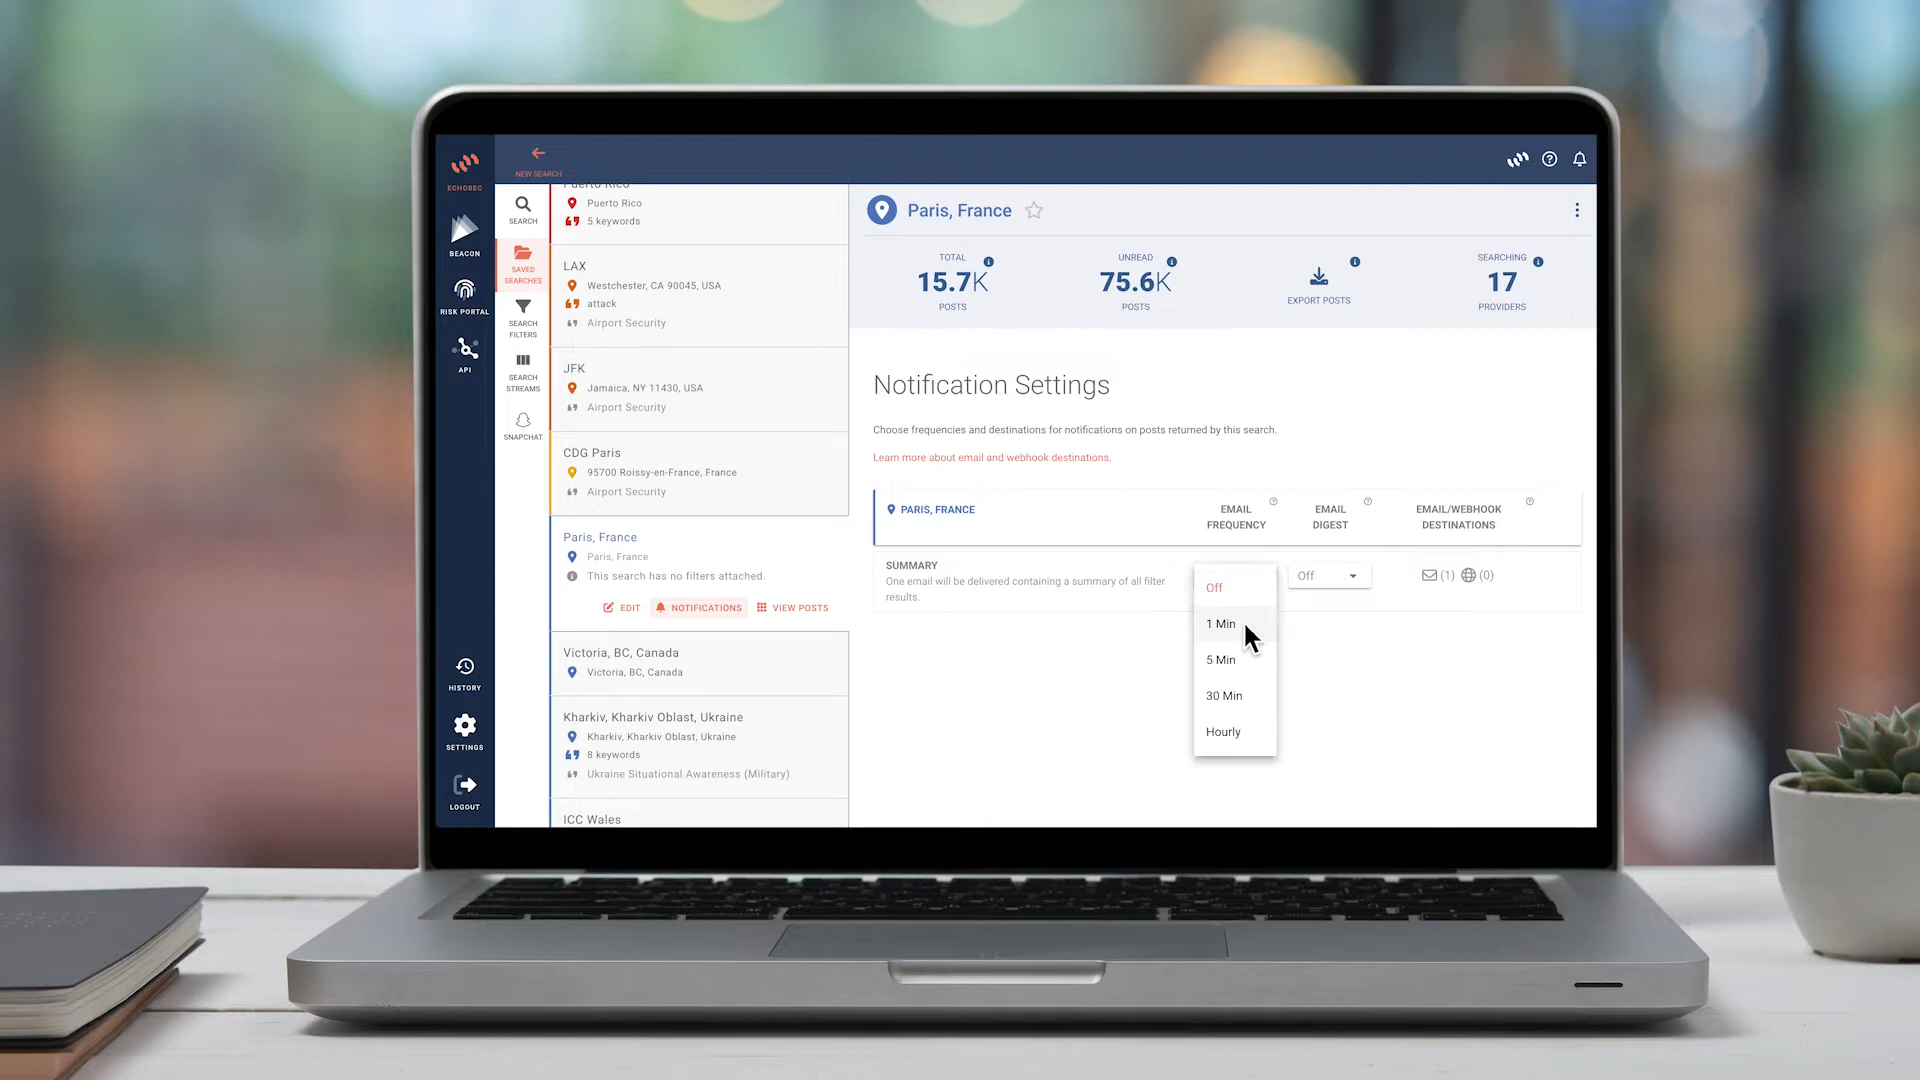 ECHOSEC
BEACON
RISK PORTAL
API
HISTORY
SETTINGS
LOGOUT
NEW SEARCH
SEARCH
SAVED
SEARCHES
SEARCH
FILTERS
SEARCH
STREAMS
SNAPCHAT
Puerto Rico
Puerto Rico
5 keywords
LAX
Westchester, CA 90045, USA
attack
Airport Security
JFK
Jamaica, NY 11430, USA
Airport Security
CDG Paris
95700 Roissy-en-France, France
Airport Security
Paris, France
Paris, France
This search has no filters attached.
EDIT NOTIFICATIONS VIEW POSTS
Victoria, BC, Canada
Victoria, BC, Canada
Kharkiv, Kharkiv Oblast, Ukraine
Kharkiv, Kharkiv Oblast, Ukraine
8 keywords
Ukraine Situational Awareness (Military)
ICC Wales
Paris, France
TOTAL
15.7K
POSTS
UNREAD
75.6K
POSTS
EXPORT POSTS
SEARCHING
17
PROVIDERS
Notification Settings
Choose frequencies and destinations for notifications on posts returned by this search.
Learn more about email and webhook destinations.
PARIS, FRANCE
EMAIL
FREQUENCY
EMAIL
DIGEST
EMAIL/WEBHOOK
DESTINATIONS
SUMMARY
One email will be delivered containing a summary of all filter
results.
Off
1 Min
5 Min
30 Min
Hourly
Off
(1) (0)